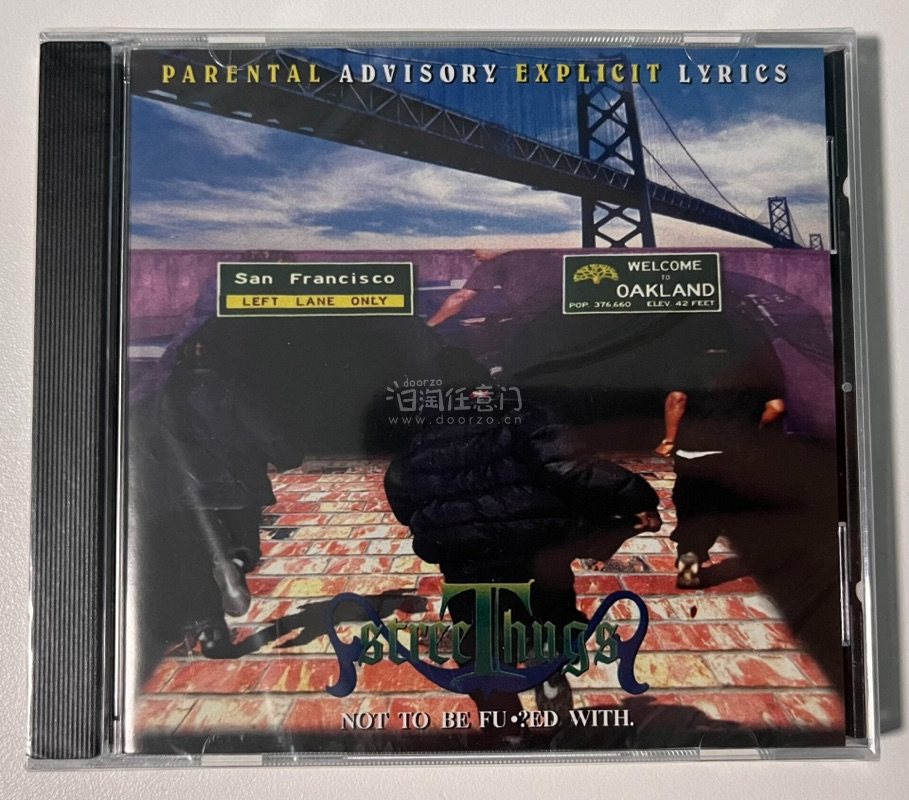 PARENTAL ADVISORY EXPLICIT LYRICS
San Francisco
LEFT LANE ONLY
WELCOME
TO
OAKLAND
POP. 376,660 ELEV. 42 FEET
doorzo
日淘任意门
www.doorzo.cn
streeThugs
NOT TO BE FU•?ED WITH.